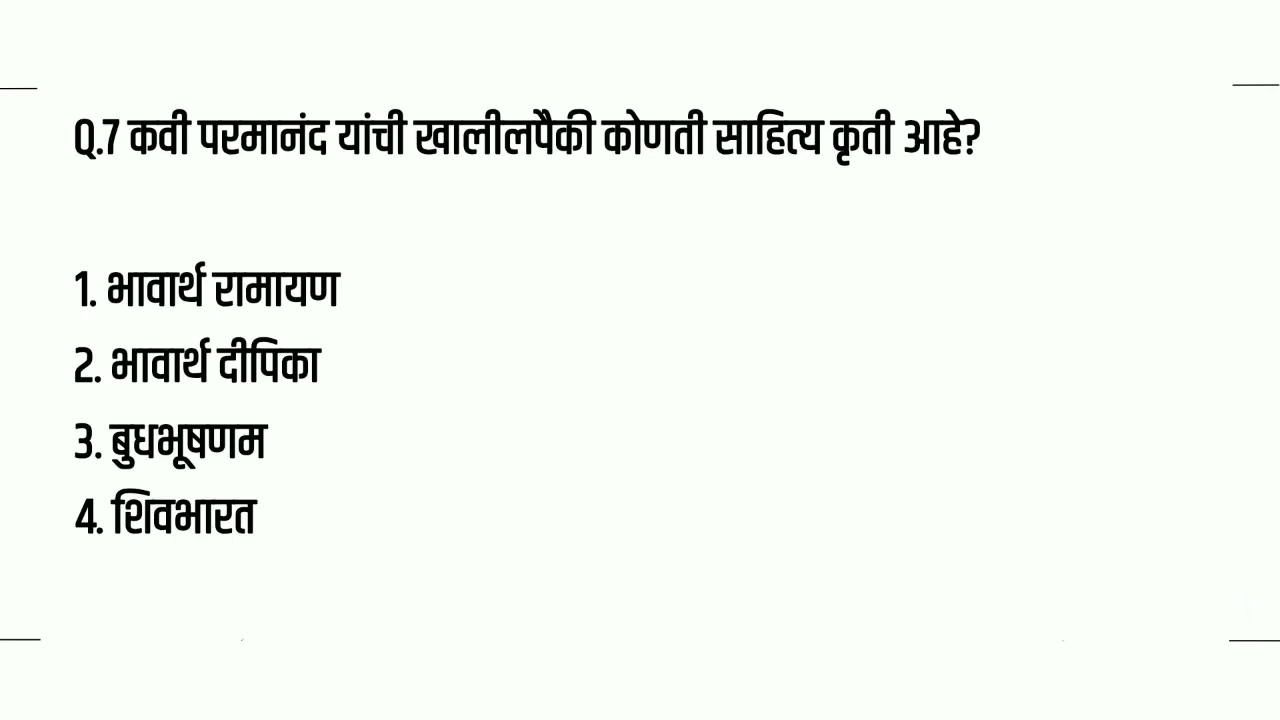 Q.7 कवी परमानंद यांची खालीलपैकी कोणती साहित्य कृती आहे?
1. भावार्थ रामायण
2. भावार्थ दीपिका
3. बुधभूषणम
4. शिवभारत